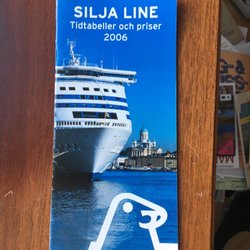 SILJA LINE
Tidtabeller och priser
2006